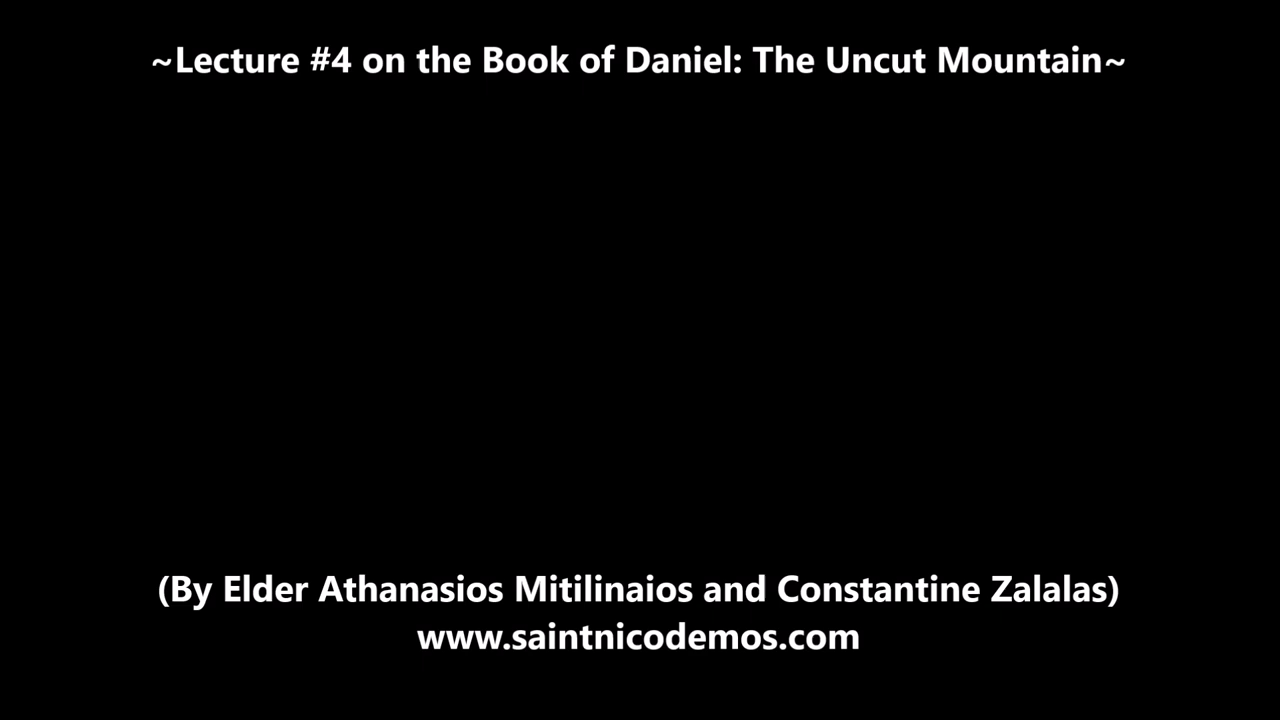 ~Lecture #4 on the Book of Daniel: The Uncut Mountain~
(By Elder Athanasios Mitilinaios and Constantine Zalalas)
www.saintnicodemos.com